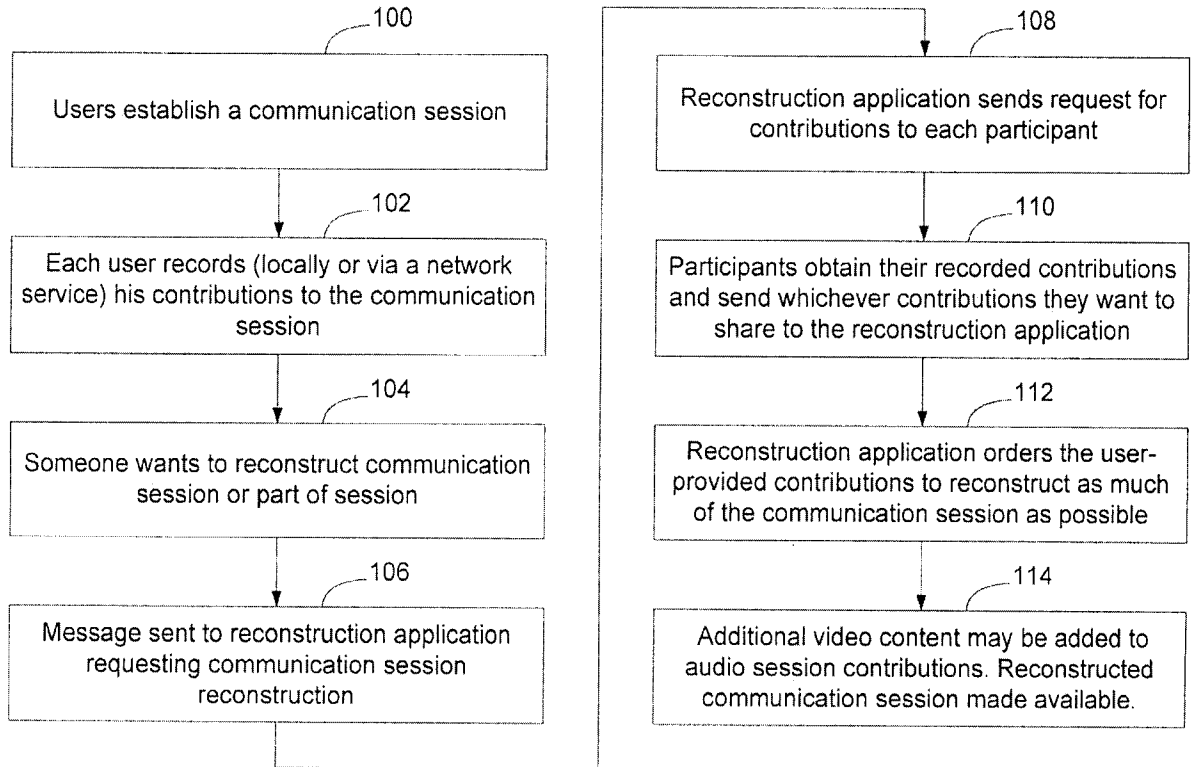 100
Users establish a communication session
102
Each user records (locally or via a network
service) his contributions to the communication
session
104
Someone wants to reconstruct communication
session or part of session
106
Message sent to reconstruction application
requesting communication session
reconstruction
108
Reconstruction application sends request for
contributions to each participant
110
Participants obtain their recorded contributions
and send whichever contributions they want to
share to the reconstruction application
112
Reconstruction application orders the user-
provided contributions to reconstruct as much
of the communication session as possible
114
Additional video content may be added to
audio session contributions. Reconstructed
communication session made available.